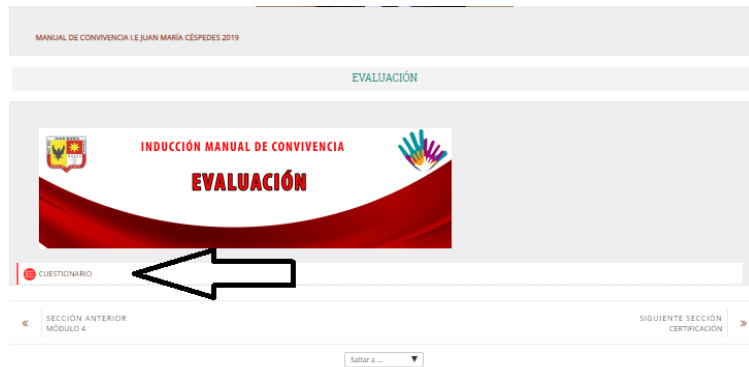 MANUAL DE CONVIVENCIA I.E JUAN MARÍA CÉSPEDES 2019
EVALUACIÓN
INDUCCIÓN MANUAL DE CONVIVENCIA
EVALUACIÓN
CUESTIONARIO
SECCIÓN ANTERIOR
MÓDULO 4
SIGUIENTE SECCIÓN
CERTIFICACIÓN
Saltar a ...